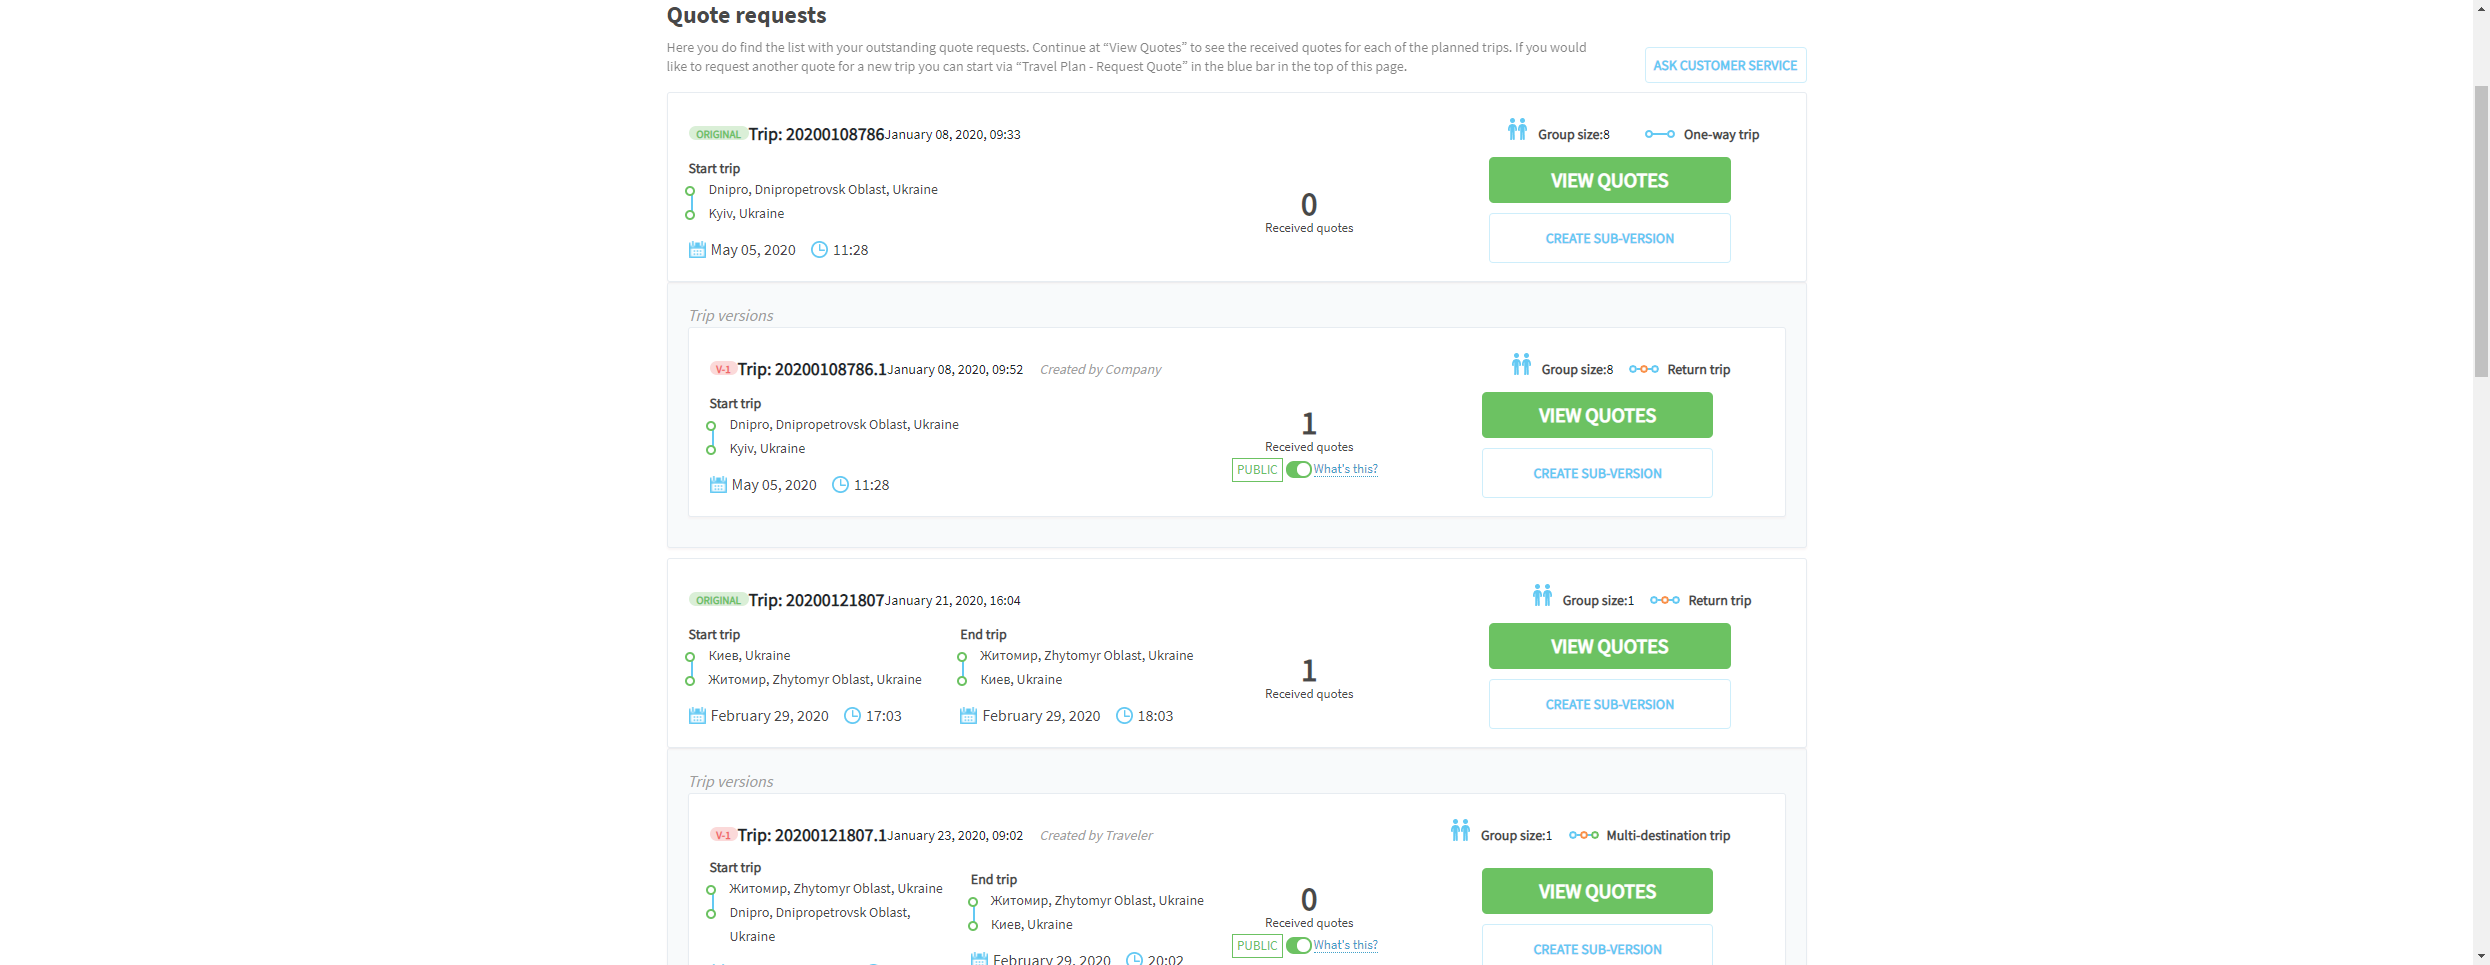 Quote requests
Here you do find the list with your outstanding quote requests. Continue at “View Quotes” to see the received quotes for each of the planned trips. If you would
like to request another quote for a new trip you can start via “Travel Plan - Request Quote” in the blue bar in the top of this page.
ASK CUSTOMER SERVICE
ORIGINAL Trip: 20200108786 January 08, 2020, 09:33
Group size:8 One-way trip
Start trip
Dnipro, Dnipropetrovsk Oblast, Ukraine
Kyiv, Ukraine
May 05, 2020 11:28
0
Received quotes
VIEW QUOTES
CREATE SUB-VERSION
Trip versions
V-1 Trip: 20200108786.1 January 08, 2020, 09:52 Created by Company
Group size:8 Return trip
Start trip
Dnipro, Dnipropetrovsk Oblast, Ukraine
Kyiv, Ukraine
May 05, 2020 11:28
1
Received quotes
PUBLIC What's this?
VIEW QUOTES
CREATE SUB-VERSION
ORIGINAL Trip: 20200121807 January 21, 2020, 16:04
Group size:1 Return trip
Start trip
Киев, Ukraine
Житомир, Zhytomyr Oblast, Ukraine
February 29, 2020 17:03
End trip
Житомир, Zhytomyr Oblast, Ukraine
Киев, Ukraine
February 29, 2020 18:03
1
Received quotes
VIEW QUOTES
CREATE SUB-VERSION
Trip versions
V-1 Trip: 20200121807.1 January 23, 2020, 09:02 Created by Traveler
Group size:1 Multi-destination trip
Start trip
Житомир, Zhytomyr Oblast, Ukraine
Dnipro, Dnipropetrovsk Oblast,
Ukraine
End trip
Житомир, Zhytomyr Oblast, Ukraine
Киев, Ukraine
February 29, 2020 20:02
0
Received quotes
PUBLIC What's this?
VIEW QUOTES
CREATE SUB-VERSION